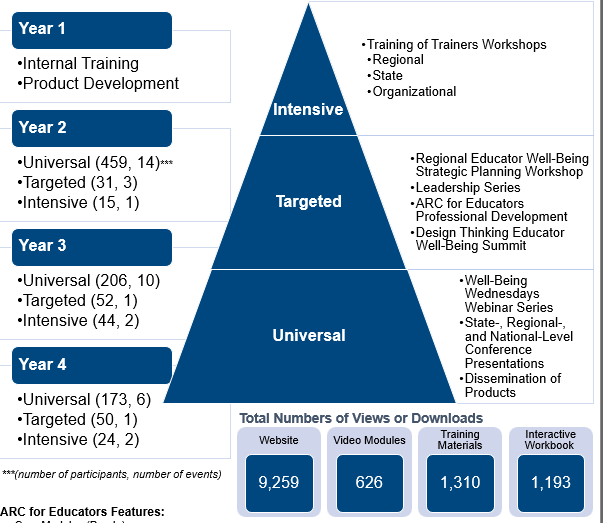 Year 1
•Internal Training
•Product Development
Year 2
•Universal (459, 14)***
•Targeted (31, 3)
•Intensive (15, 1)
Year 3
•Universal (206, 10)
•Targeted (52, 1)
•Intensive (44, 2)
Year 4
•Universal (173, 6)
•Targeted (50, 1)
•Intensive (24, 2)
***(number of participants, number of events)
ARC for Educators Features:
Intensive
•Training of Trainers Workshops
•Regional
•State
•Organizational
Targeted
•Regional Educator Well-Being
Strategic Planning Workshop
•Leadership Series
•ARC for Educators
Professional Development
•Design Thinking Educator
Well-Being Summit
Universal
•Well-Being
Wednesdays
Webinar Series
•State-, Regional-,
and National-Level
Conference
Presentations
•Dissemination of
Products
Total Numbers of Views or Downloads
Website
9,259
Video Modules
626
Training
Materials
1,310
Interactive
Workbook
1,193